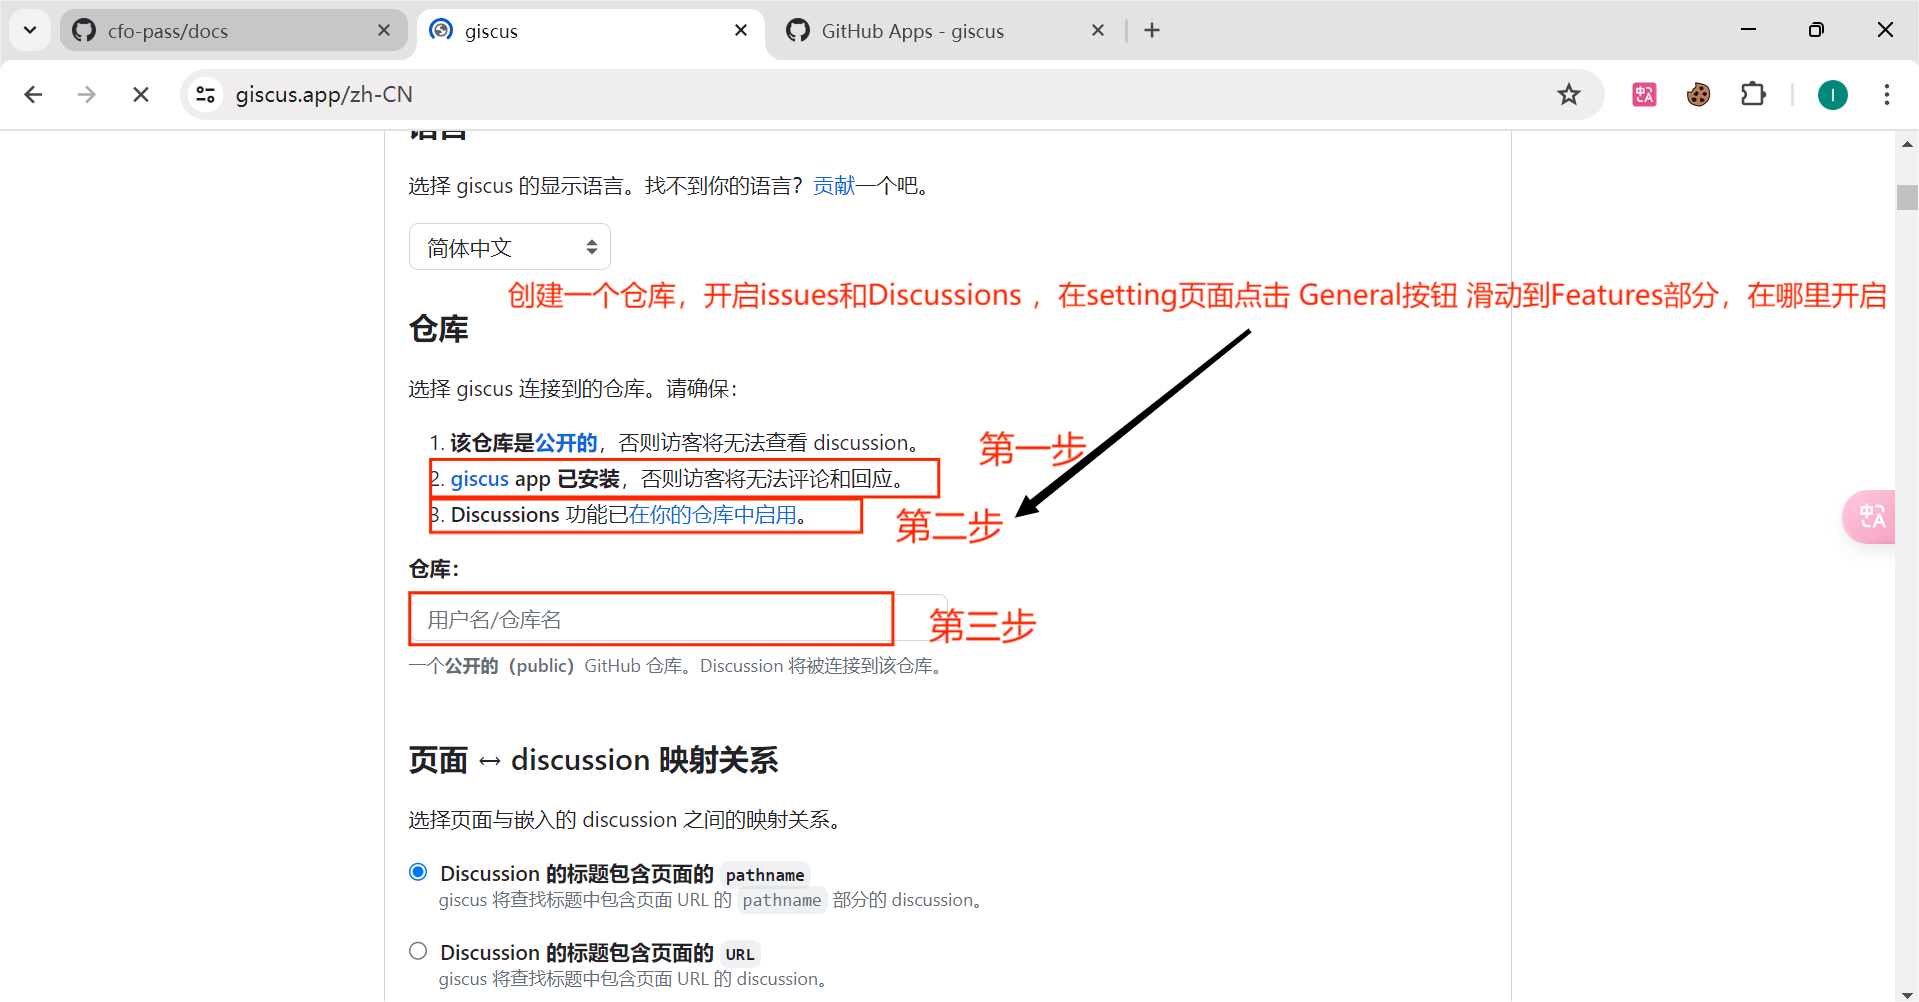 cfo-pass/docs
giscus
GitHub Apps - giscus
giscus.app/zh-CN
I
语言
选择 giscus 的显示语言。找不到你的语言？贡献一个吧。
简体中文
创建一个仓库，开启issues和Discussions ，在setting页面点击 General按钮 滑动到Features部分，在哪里开启
仓库
选择 giscus 连接到的仓库。请确保：
1. 该仓库是公开的，否则访客将无法查看 discussion。
第一步
2. giscus app 已安装，否则访客将无法评论和回应。
3. Discussions 功能已在你的仓库中启用。
第二步
仓库：
用户名/仓库名
第三步
一个公开的（public）GitHub 仓库。Discussion 将被连接到该仓库。
页面 ↔ discussion 映射关系
选择页面与嵌入的 discussion 之间的映射关系。
Discussion 的标题包含页面的 pathname
giscus 将查找标题中包含页面 URL 的 pathname 部分的 discussion。
Discussion 的标题包含页面的 URL
giscus 将查找标题中包含页面 URL 的 discussion。
中A
中A